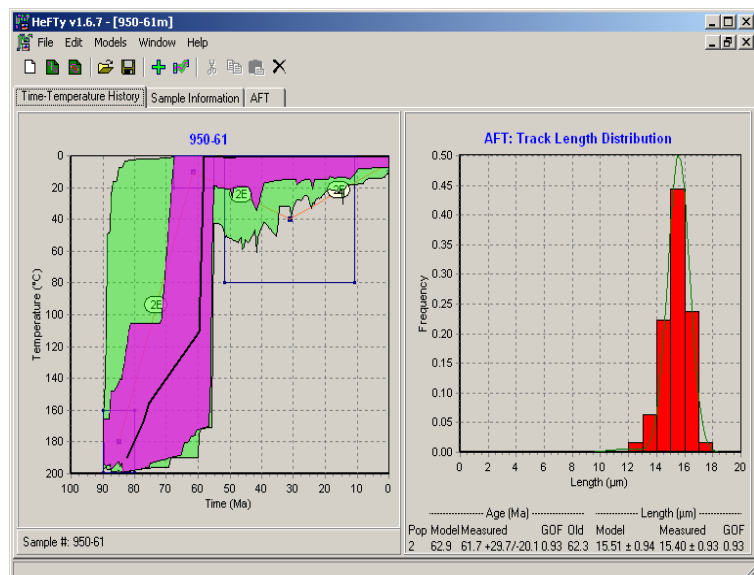 HeFTy v1.6.7 - [950-61m]
File Edit Models Window Help
Time-Temperature History Sample Information AFT
950-61
Temperature (°C)
0
20
40
60
80
100
120
140
160
180
200
2E
2E
2E
100 90 80 70 60 50 40 30 20 10 0
Time (Ma)
Sample #: 950-61
AFT: Track Length Distribution
Frequency
0.50
0.45
0.40
0.35
0.30
0.25
0.20
0.15
0.10
0.05
0.00
0 2 4 6 8 10 12 14 16 18 20
Length (µm)
Age (Ma) Length (µm)
Pop Model Measured GOF Old Model Measured GOF
2 62.9 61.7 +29.7/-20.1 0.93 62.3 15.51 ± 0.94 15.40 ± 0.93 0.93